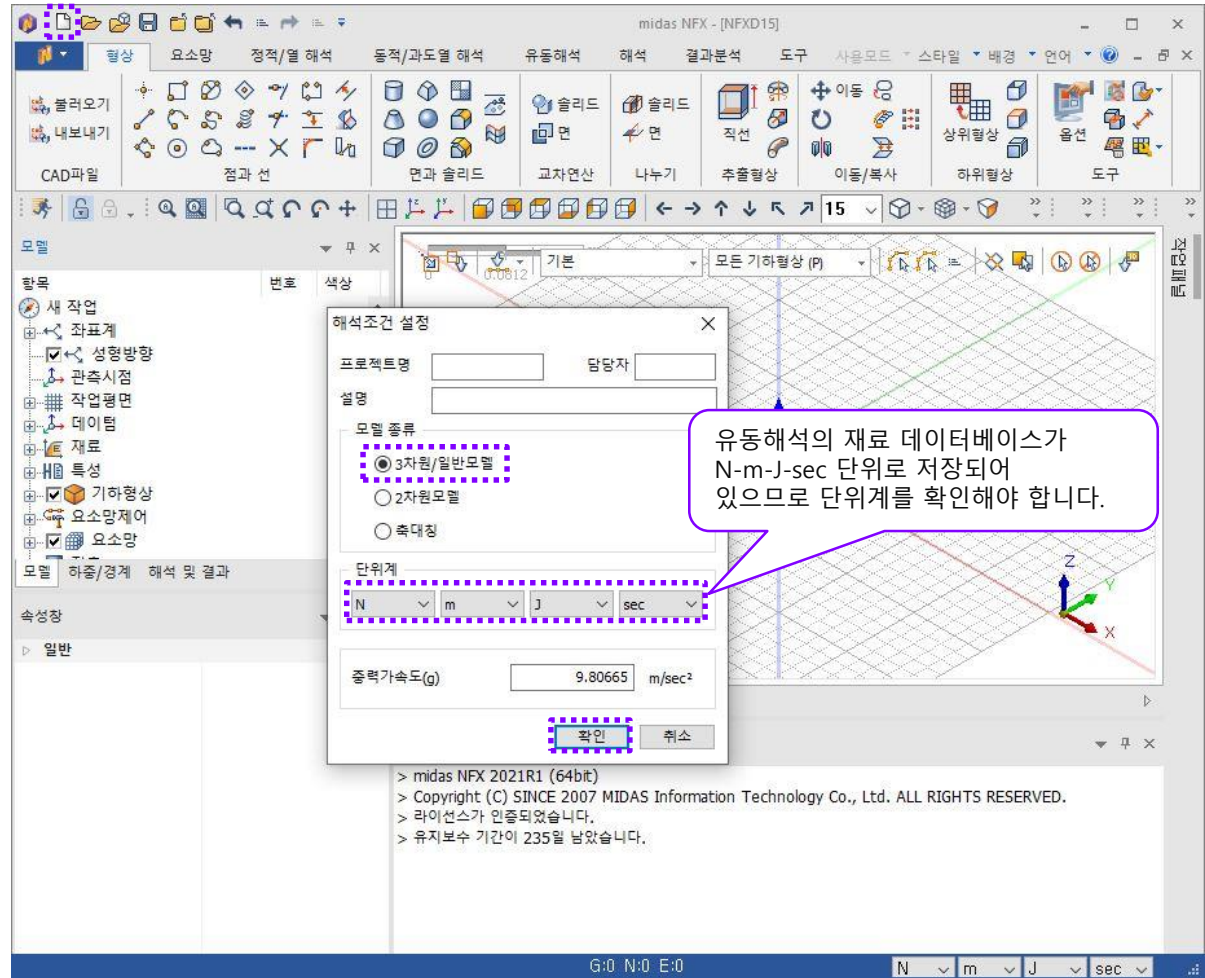 midas NFX - [NFXD15]
형상 요소망 정적/열 해석 동적/과도열 해석 유동해석 해석 결과분석 도구 사용모드 스타일 배경 언어
불러오기
내보내기
솔리드 솔리드
면 면
직선
이동
상위형상
옵션
CAD파일 점과 선 면과 솔리드 교차연산 나누기 추출형상 이동/복사 하위형상 도구
15
모델
작업패널
기본 모든 기하형상 (P)
0 0.0812
항목 번호 색상
새 작업
좌표계
성형방향
관측시점
작업평면
데이텀
재료
특성
기하형상
요소망제어
요소망
모델 하중/경계 해석 및 결과
속성창
일반
해석조건 설정
프로젝트명 담당자
설명
모델 종류
3차원/일반모델
2차원모델
축대칭
단위계
N m J sec
중력가속도(g) 9.80665 m/sec²
확인 취소
유동해석의 재료 데이터베이스가
N-m-J-sec 단위로 저장되어
있으므로 단위계를 확인해야 합니다.
Z
Y
X
> midas NFX 2021R1 (64bit)
> Copyright (C) SINCE 2007 MIDAS Information Technology Co., Ltd. ALL RIGHTS RESERVED.
> 라이선스가 인증되었습니다.
> 유지보수 기간이 235일 남았습니다.
G:0 N:0 E:0 N m J sec